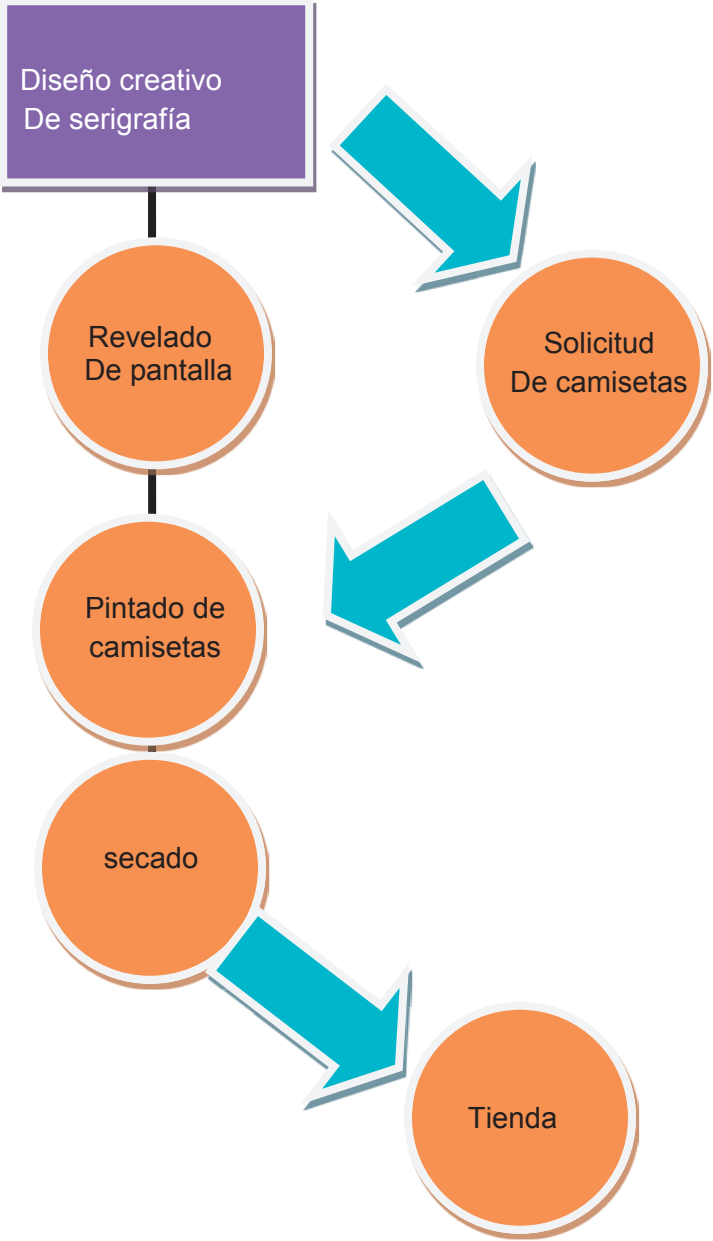 Diseño creativo
De serigrafía
Revelado
De pantalla
Solicitud
De camisetas
Pintado de
camisetas
secado
Tienda